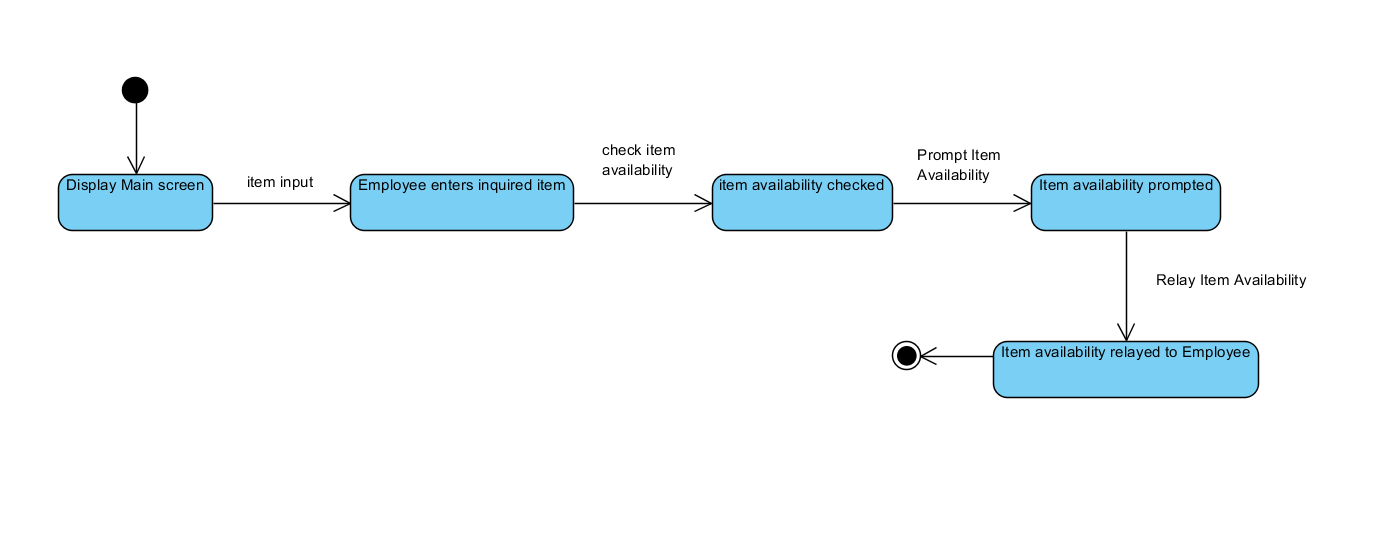 Display Main screen
item input
Employee enters inquired item
check item
availability
item availability checked
Prompt Item
Availability
Item availability prompted
Relay Item Availability
Item availability relayed to Employee